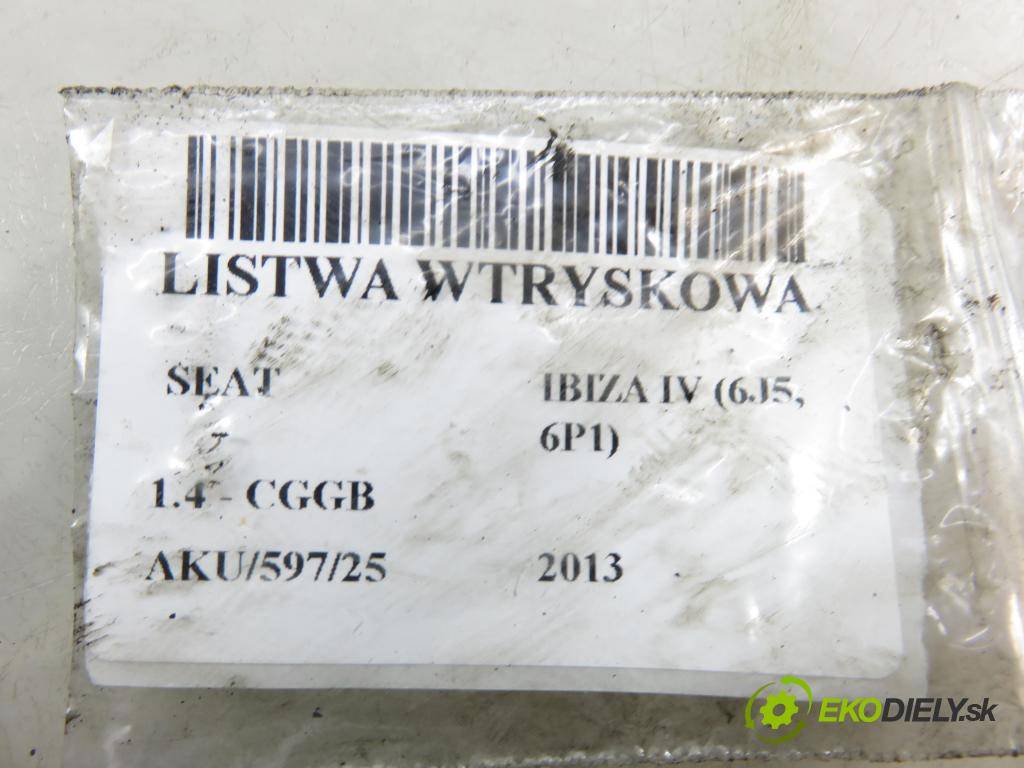 LISTWA WTRYSKOWA
SEAT IBIZA IV (6J5,
6P1)
1.4 - CGGB
AKU/597/25 2013
EKODIELY.sk